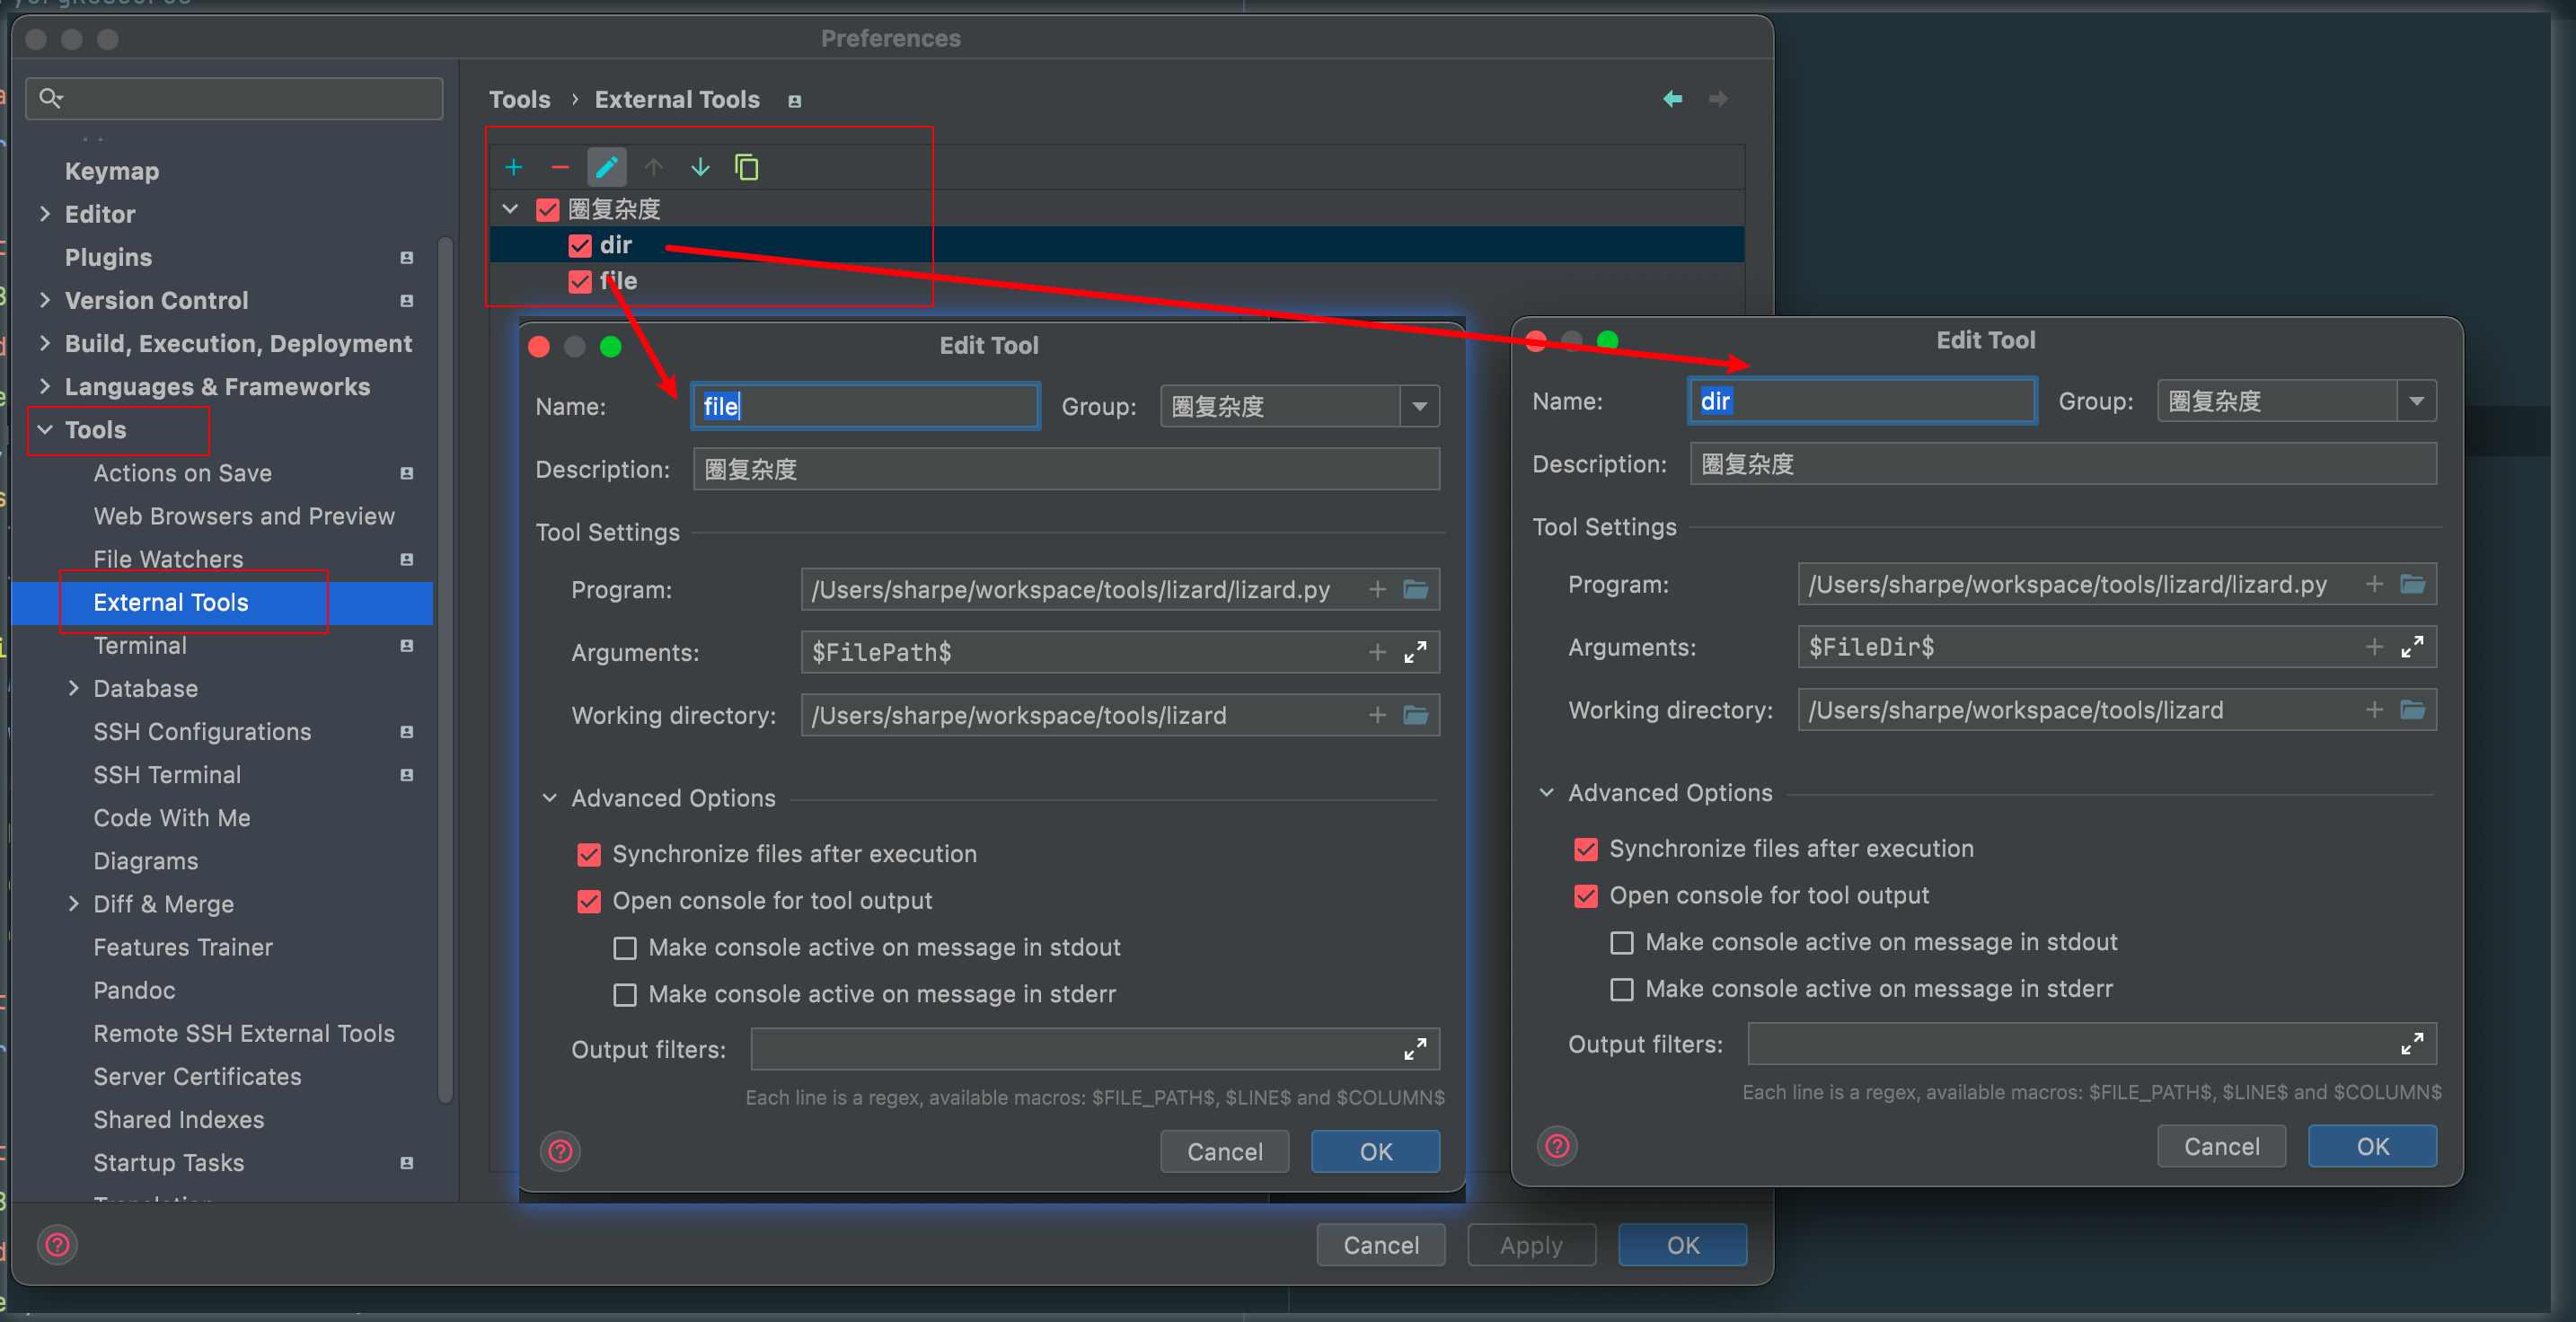 Preferences
Tools › External Tools
Keymap
Editor
Plugins
Version Control
Build, Execution, Deployment
Languages & Frameworks
Tools
Actions on Save
Web Browsers and Preview
File Watchers
External Tools
Terminal
Database
SSH Configurations
SSH Terminal
Code With Me
Diagrams
Diff & Merge
Features Trainer
Pandoc
Remote SSH External Tools
Server Certificates
Shared Indexes
Startup Tasks
圈复杂度
dir
file
Edit Tool
Name: file Group: 圈复杂度
Description: 圈复杂度
Tool Settings
Program: /Users/sharpe/workspace/tools/lizard/lizard.py
Arguments: $FilePath$
Working directory: /Users/sharpe/workspace/tools/lizard
Advanced Options
Synchronize files after execution
Open console for tool output
Make console active on message in stdout
Make console active on message in stderr
Output filters:
Each line is a regex, available macros: $FILE_PATH$, $LINE$ and $COLUMN$
Cancel OK
Edit Tool
Name: dir Group: 圈复杂度
Description: 圈复杂度
Tool Settings
Program: /Users/sharpe/workspace/tools/lizard/lizard.py
Arguments: $FileDir$
Working directory: /Users/sharpe/workspace/tools/lizard
Advanced Options
Synchronize files after execution
Open console for tool output
Make console active on message in stdout
Make console active on message in stderr
Output filters:
Each line is a regex, available macros: $FILE_PATH$, $LINE$ and $COLUMN$
Cancel OK
Cancel Apply OK